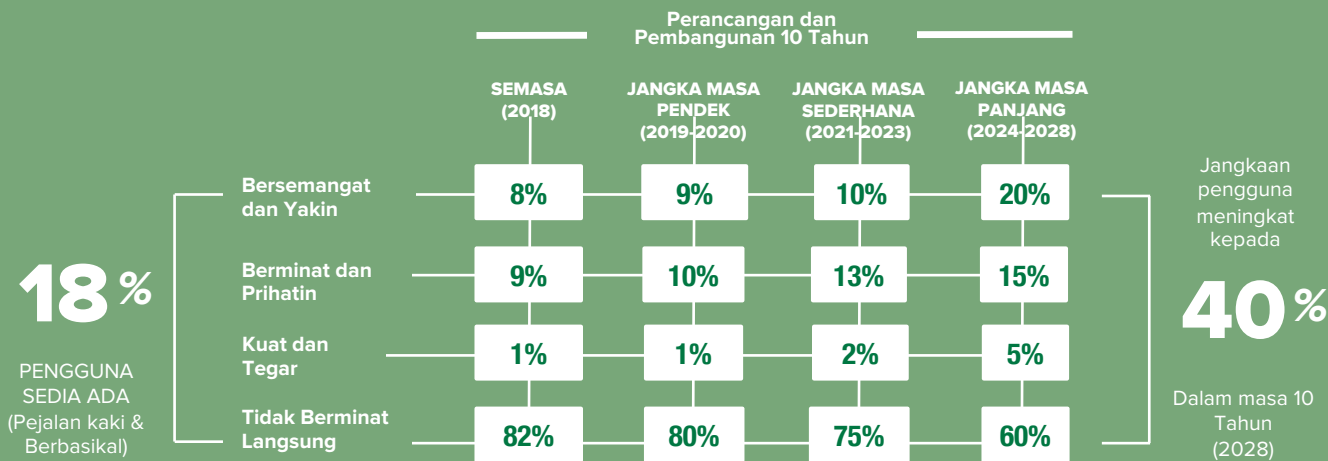 Perancangan dan
Pembangunan 10 Tahun
SEMASA
(2018)
JANGKA MASA
PENDEK
(2019-2020)
JANGKA MASA
SEDERHANA
(2021-2023)
JANGKA MASA
PANJANG
(2024-2028)
Bersemangat
dan Yakin
8% 9% 10% 20%
Berminat dan
Prihatin
9% 10% 13% 15%
Kuat dan
Tegar
1% 1% 2% 5%
Tidak Berminat
Langsung
82% 80% 75% 60%
18%
PENGGUNA
SEDIA ADA
(Pejalan kaki &
Berbasikal)
Jangkaan
pengguna
meningkat
kepada
40%
Dalam masa 10
Tahun
(2028)